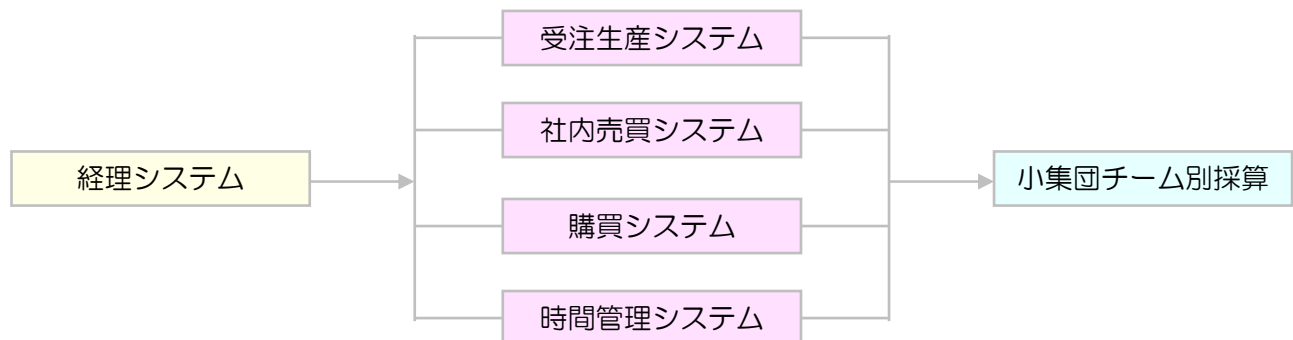 受注生産システム
社内売買システム
経理システム
小集団チーム別採算
購買システム
時間管理システム